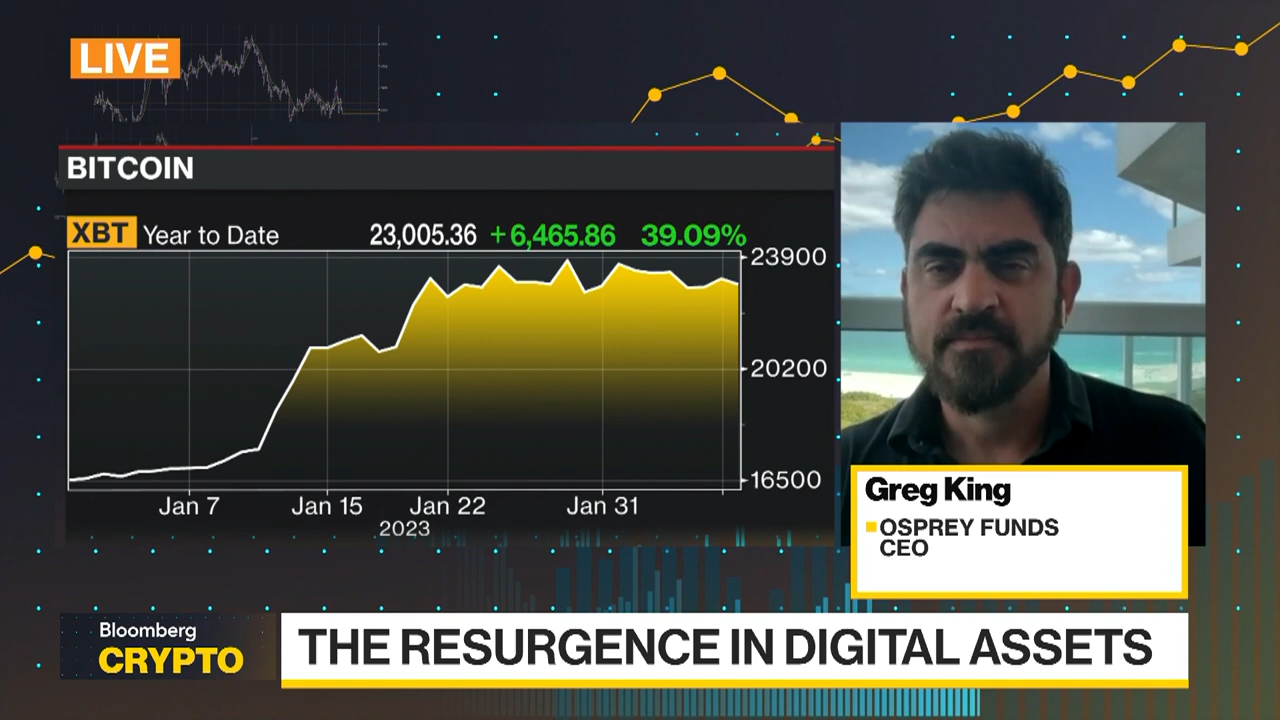 LIVE
BITCOIN
XBT Year to Date 23,005.36 +6,465.86 39.09%
23900
20200
16500
Jan 7 Jan 15 Jan 22 Jan 31
2023
Greg King
OSPREY FUNDS
CEO
Bloomberg
CRYPTO
THE RESURGENCE IN DIGITAL ASSETS